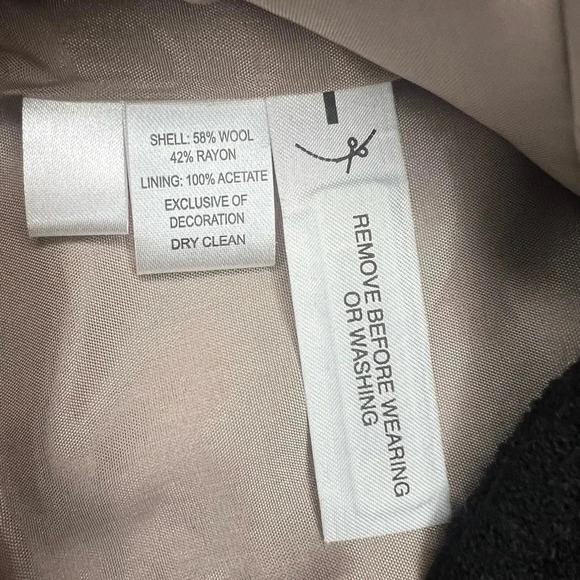 SHELL: 58% WOOL
42% RAYON
LINING: 100% ACETATE
EXCLUSIVE OF
DECORATION
DRY CLEAN
REMOVE BEFORE WEARING
OR WASHING